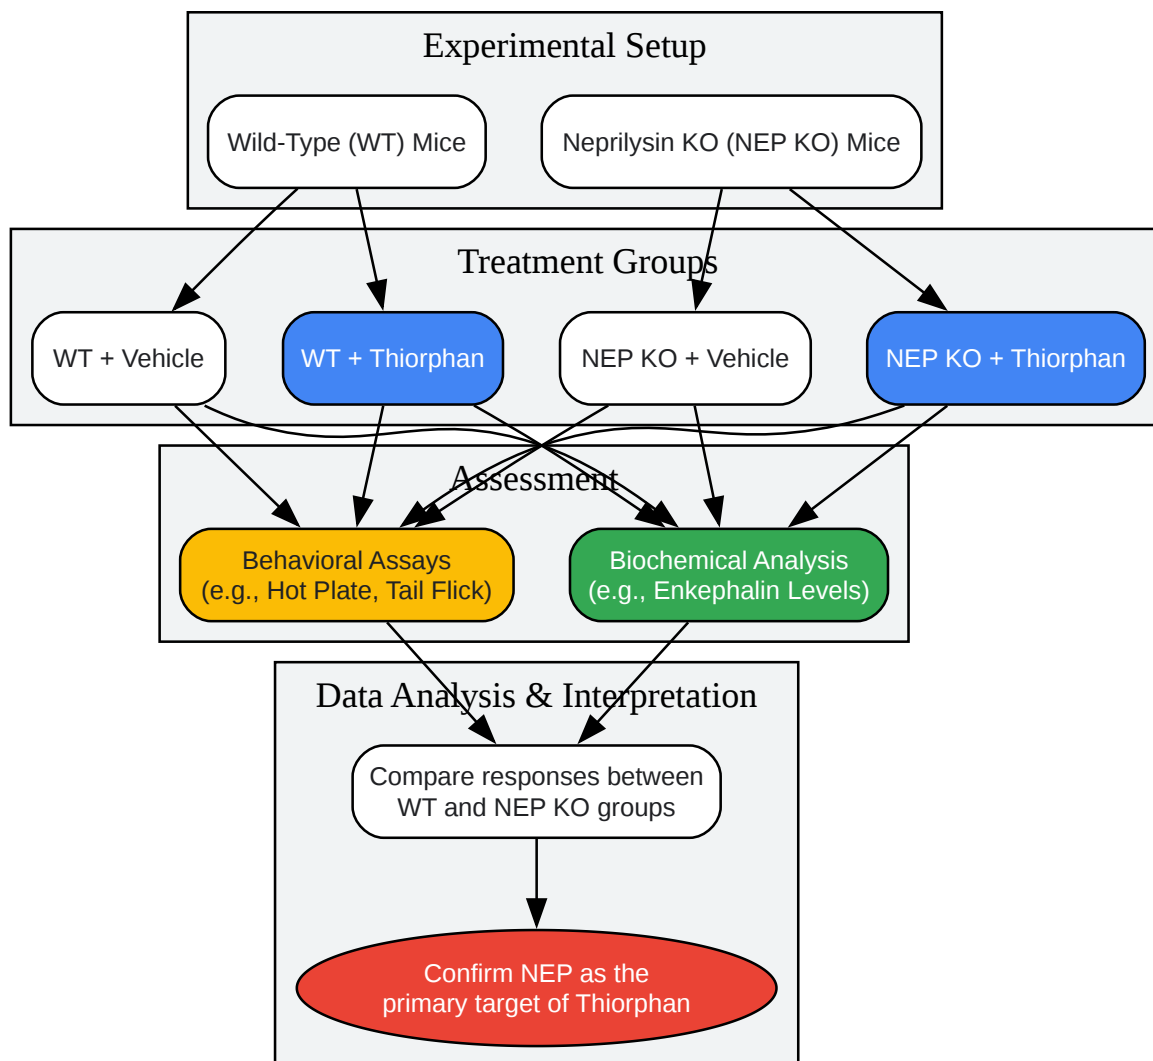 Experimental Setup
Wild-Type (WT) Mice
Neprilysin KO (NEP KO) Mice
Treatment Groups
WT + Vehicle
WT + Thiorphan
NEP KO + Vehicle
NEP KO + Thiorphan
Assessment
Behavioral Assays
(e.g., Hot Plate, Tail Flick)
Biochemical Analysis
(e.g., Enkephalin Levels)
Data Analysis & Interpretation
Compare responses between
WT and NEP KO groups
Confirm NEP as the
primary target of Thiorphan